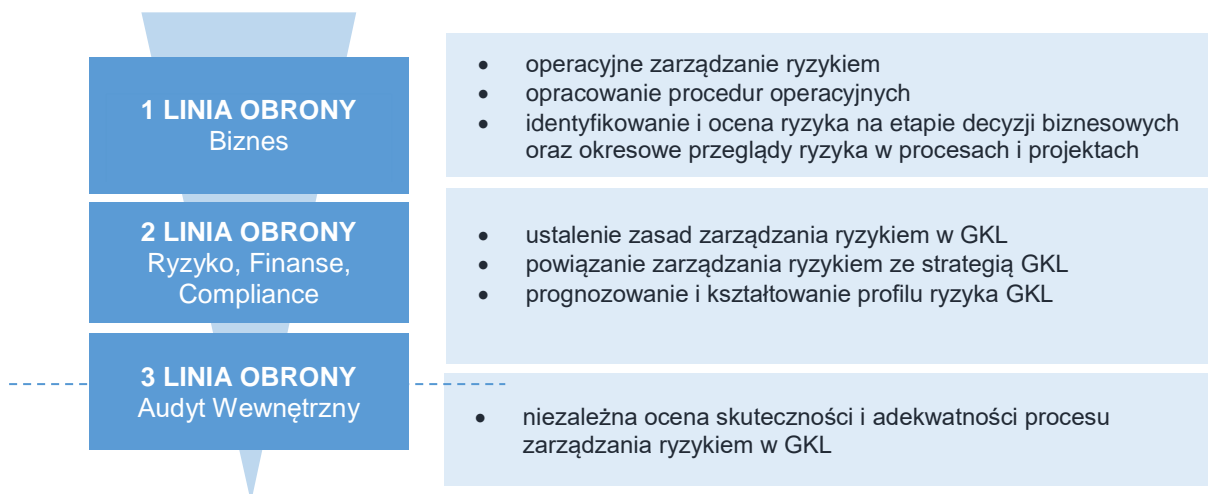 1 LINIA OBRONY
Biznes
• operacyjne zarządzanie ryzykiem
• opracowanie procedur operacyjnych
• identyfikowanie i ocena ryzyka na etapie decyzji biznesowych
oraz okresowe przeglądy ryzyka w procesach i projektach
2 LINIA OBRONY
Ryzyko, Finanse,
Compliance
• ustalenie zasad zarządzania ryzykiem w GKL
• powiązanie zarządzania ryzykiem ze strategią GKL
• prognozowanie i kształtowanie profilu ryzyka GKL
3 LINIA OBRONY
Audyt Wewnętrzny
• niezależna ocena skuteczności i adekwatności procesu
zarządzania ryzykiem w GKL